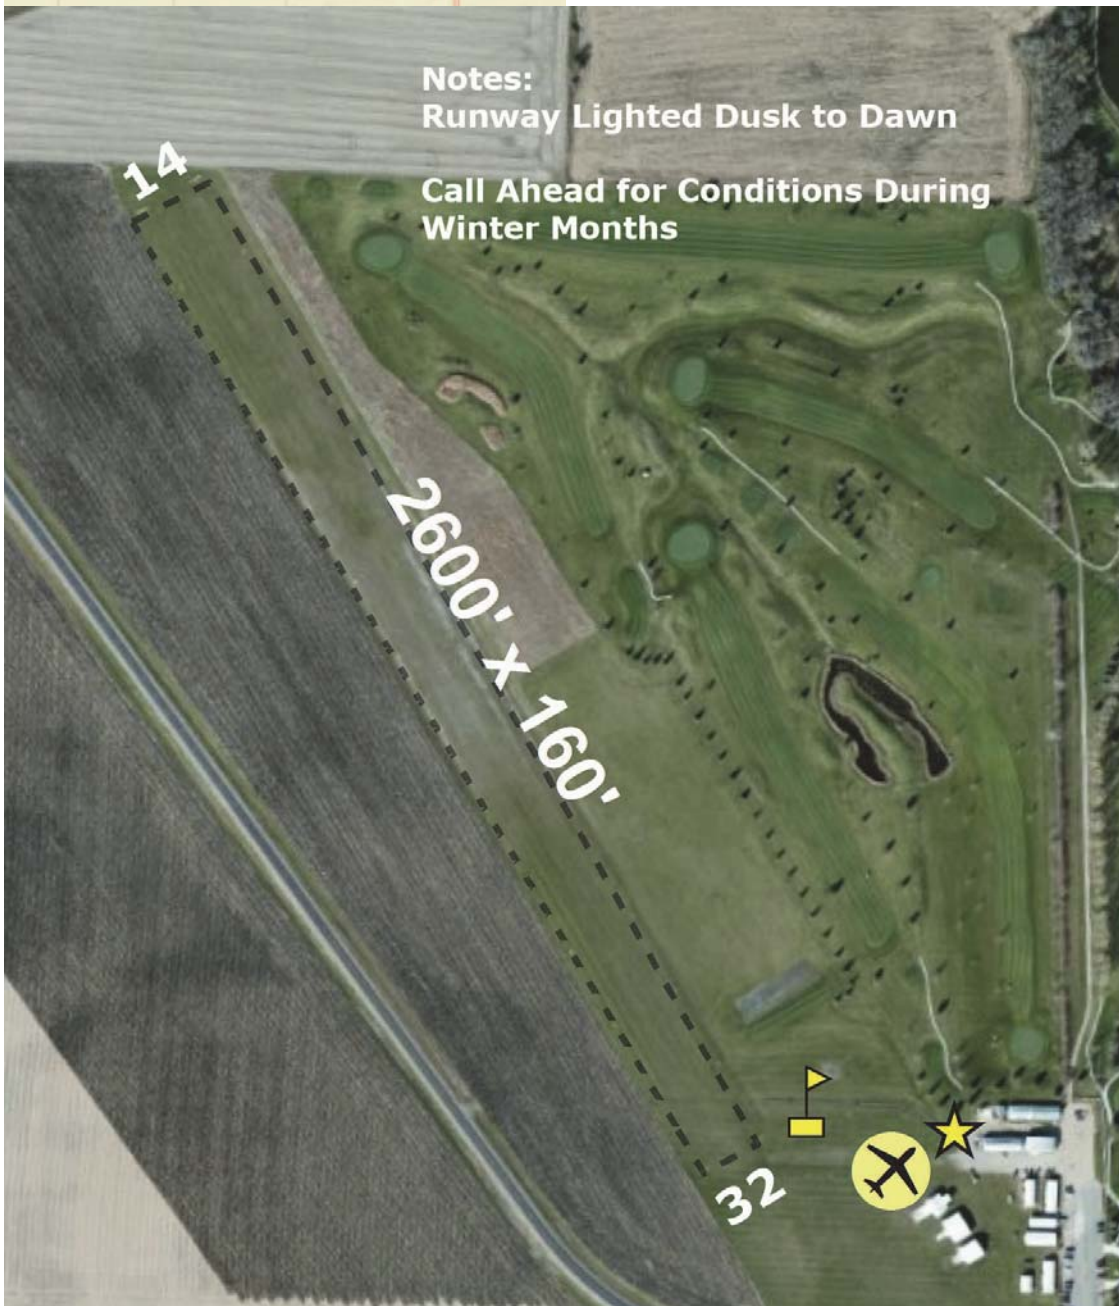 Notes:
Runway Lighted Dusk to Dawn
Call Ahead for Conditions During
Winter Months
14
2600' x 160'
32